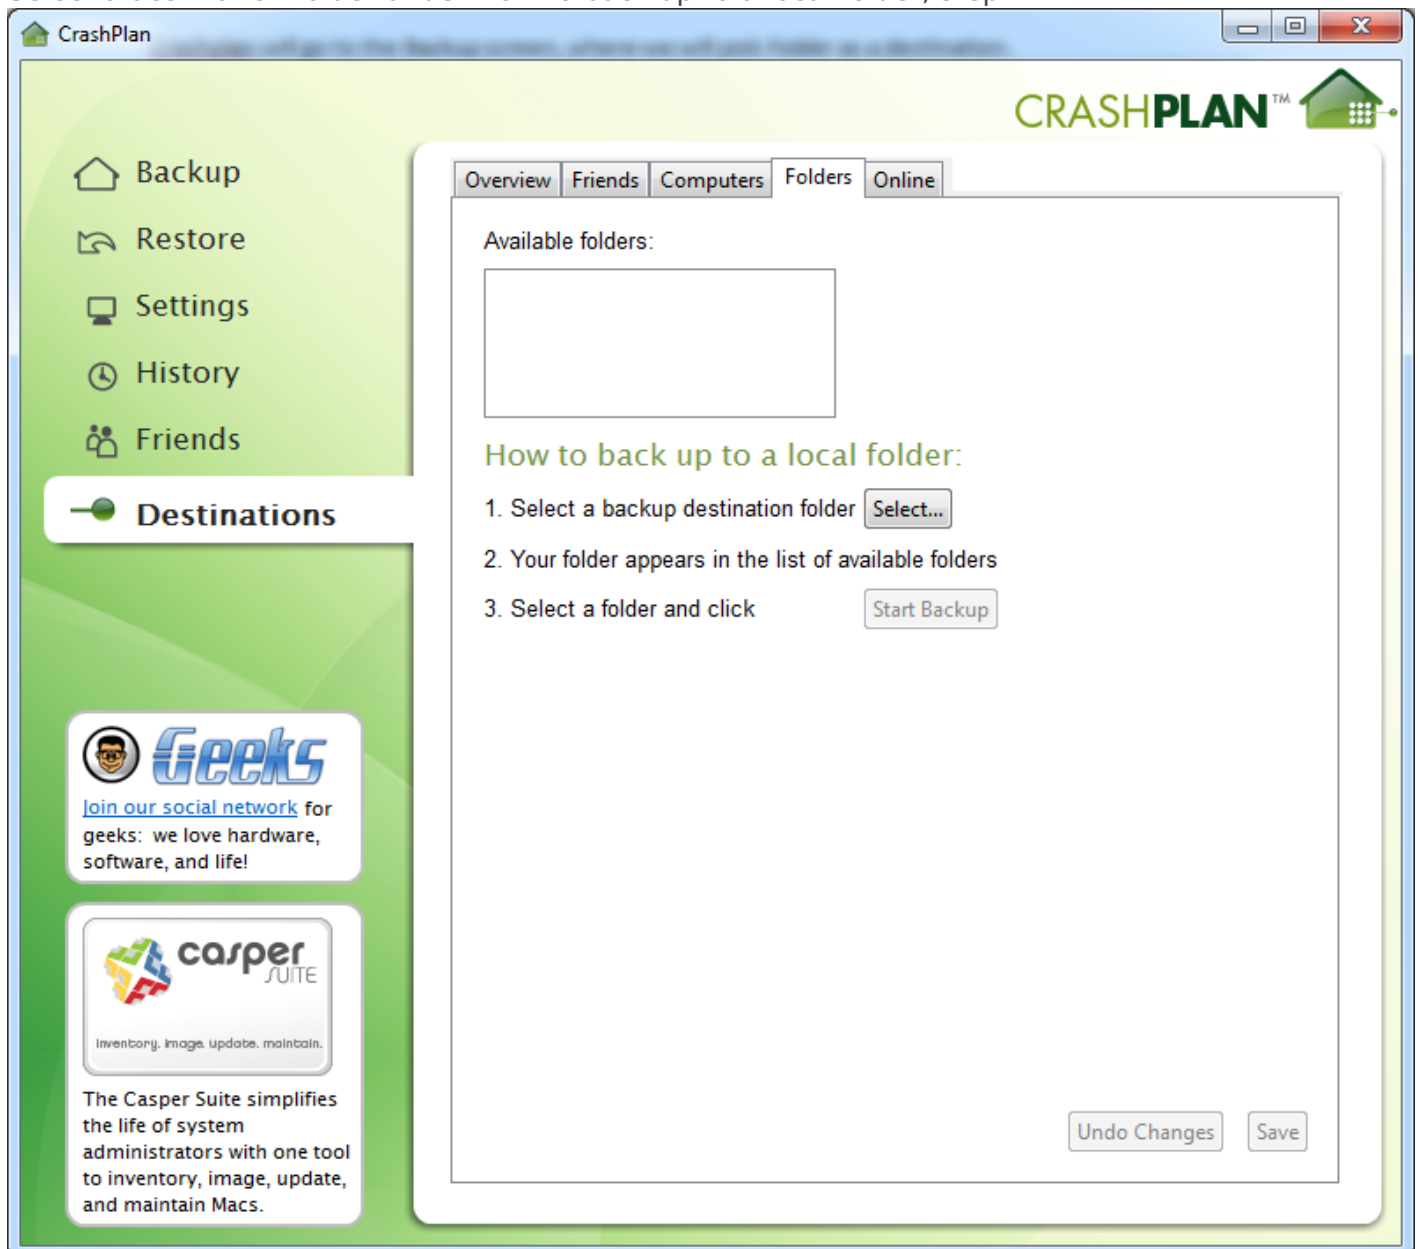 CrashPlan
CRASHPLAN™
Backup
Restore
Settings
History
Friends
Destinations
Overview Friends Computers Folders Online
Available folders:
How to back up to a local folder:
1. Select a backup destination folder Select...
2. Your folder appears in the list of available folders
3. Select a folder and click Start Backup
Undo Changes Save
Geeks
Join our social network for
geeks: we love hardware,
software, and life!
casper
SUITE
inventory. image. update. maintain.
The Casper Suite simplifies
the life of system
administrators with one tool
to inventory, image, update,
and maintain Macs.